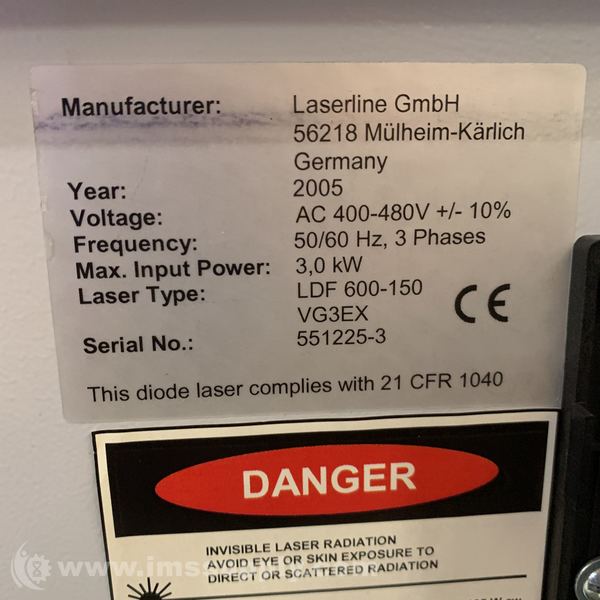 Manufacturer: Laserline GmbH
56218 Mülheim-Kärlich
Germany
Year: 2005
Voltage: AC 400-480V +/- 10%
Frequency: 50/60 Hz, 3 Phases
Max. Input Power: 3,0 kW
Laser Type: LDF 600-150
VG3EX
CE
Serial No.: 551225-3
This diode laser complies with 21 CFR 1040
DANGER
INVISIBLE LASER RADIATION
AVOID EYE OR SKIN EXPOSURE TO
DIRECT OR SCATTERED RADIATION